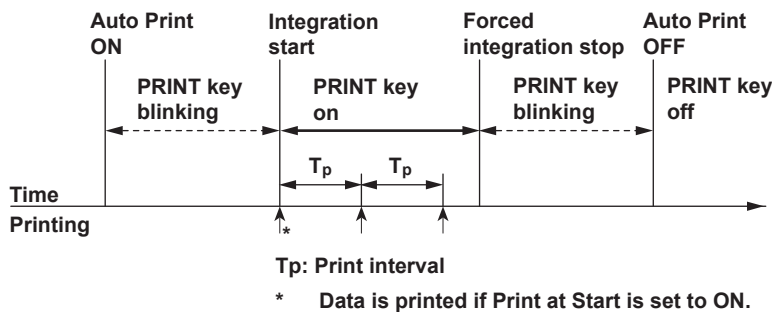 Auto Print
ON
Integration
start
Forced
integration stop
Auto Print
OFF
PRINT key
blinking
PRINT key
on
PRINT key
blinking
PRINT key
off
Tp
Tp
Time
Printing
*
Tp: Print interval
* Data is printed if Print at Start is set to ON.